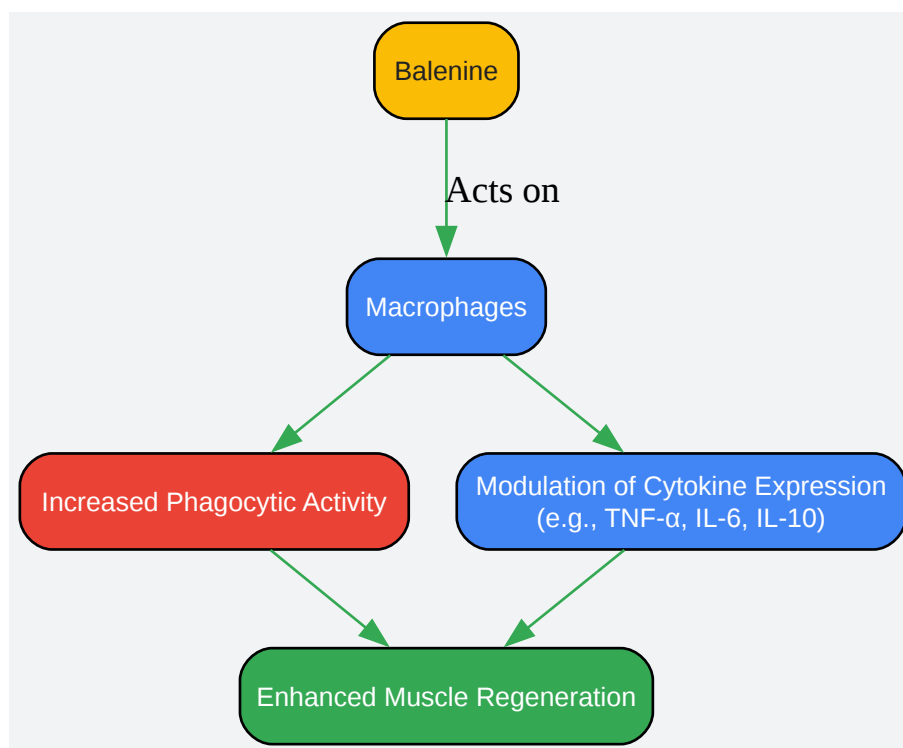 Balenine
Acts on
Macrophages
Increased Phagocytic Activity
Modulation of Cytokine Expression
(e.g., TNF-α, IL-6, IL-10)
Enhanced Muscle Regeneration